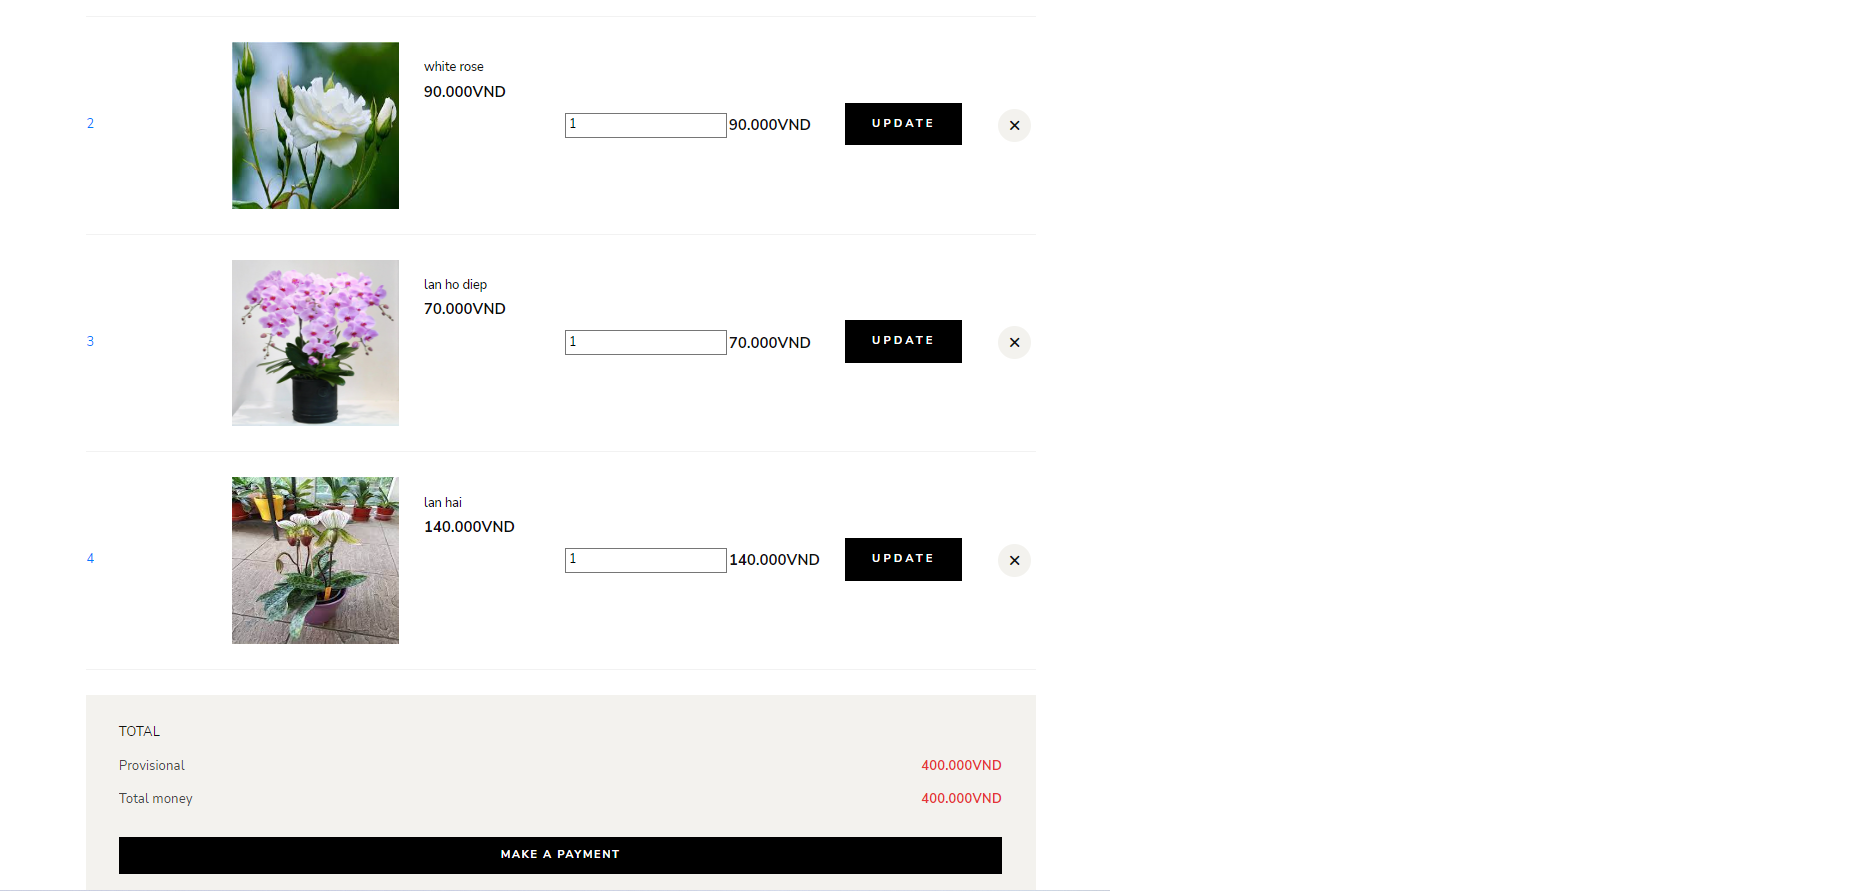 white rose
90.000VND
2
1
90.000VND
UPDATE
×
lan ho diep
70.000VND
3
1
70.000VND
UPDATE
×
lan hai
140.000VND
4
1
140.000VND
UPDATE
×
TOTAL
Provisional 400.000VND
Total money 400.000VND
MAKE A PAYMENT